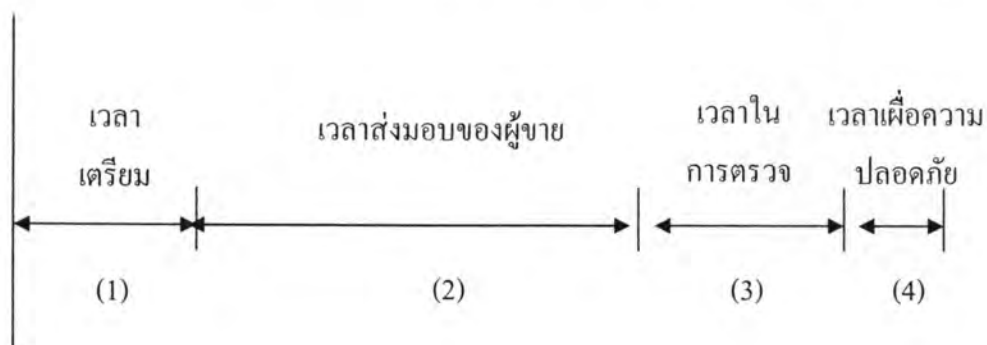 เวลา
เตรียม
เวลาส่งมอบของผู้ขาย
เวลาใน
การตรวจ
เวลาเผื่อความ
ปลอดภัย
(1) (2) (3) (4)